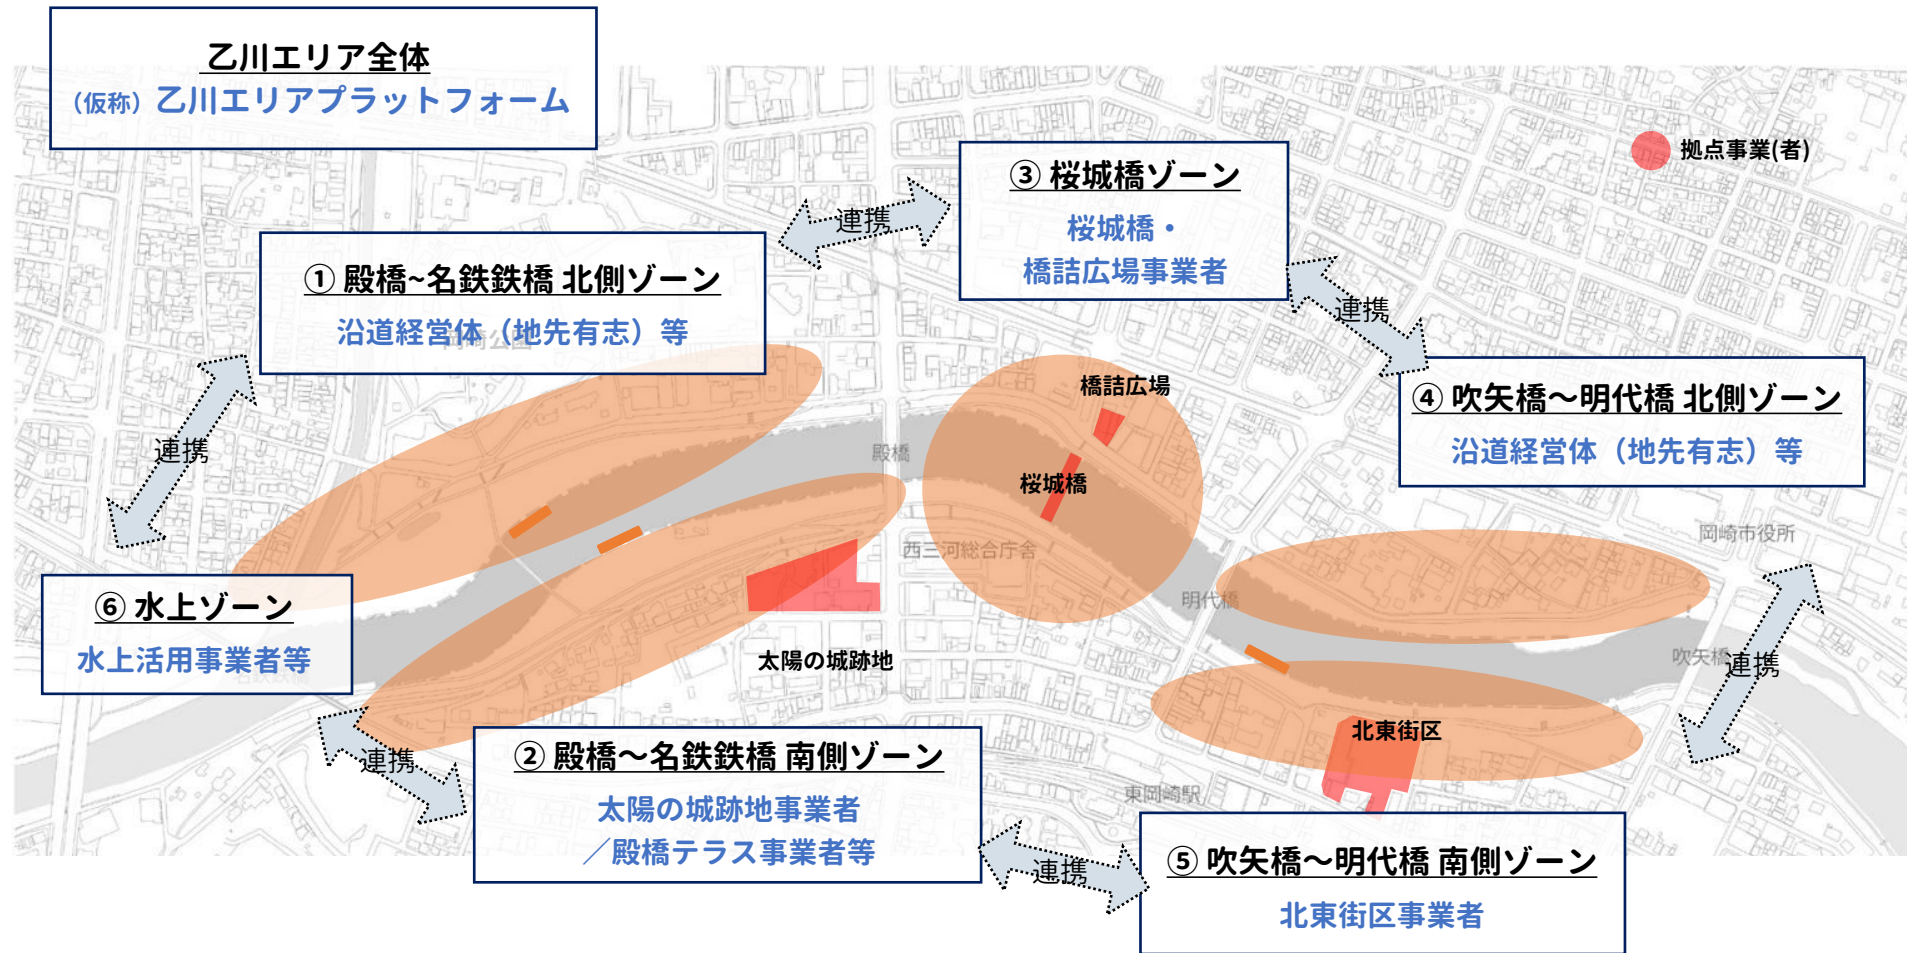 乙川エリア全体
（仮称）乙川エリアプラットフォーム
拠点事業(者)
③ 桜城橋ゾーン
桜城橋・
橋詰広場事業者
連携
① 殿橋~名鉄鉄橋 北側ゾーン
沿道経営体（地先有志）等
岡崎公園
連携
④ 吹矢橋～明代橋 北側ゾーン
沿道経営体（地先有志）等
連携
橋詰広場
殿橋
桜城橋
岡崎市役所
西三河総合庁舎
明代橋
⑥ 水上ゾーン
水上活用事業者等
名鉄鉄橋
太陽の城跡地
吹矢橋
連携
北東街区
連携
② 殿橋～名鉄鉄橋 南側ゾーン
太陽の城跡地事業者
／殿橋テラス事業者等
東岡崎駅
連携
⑤ 吹矢橋～明代橋 南側ゾーン
北東街区事業者